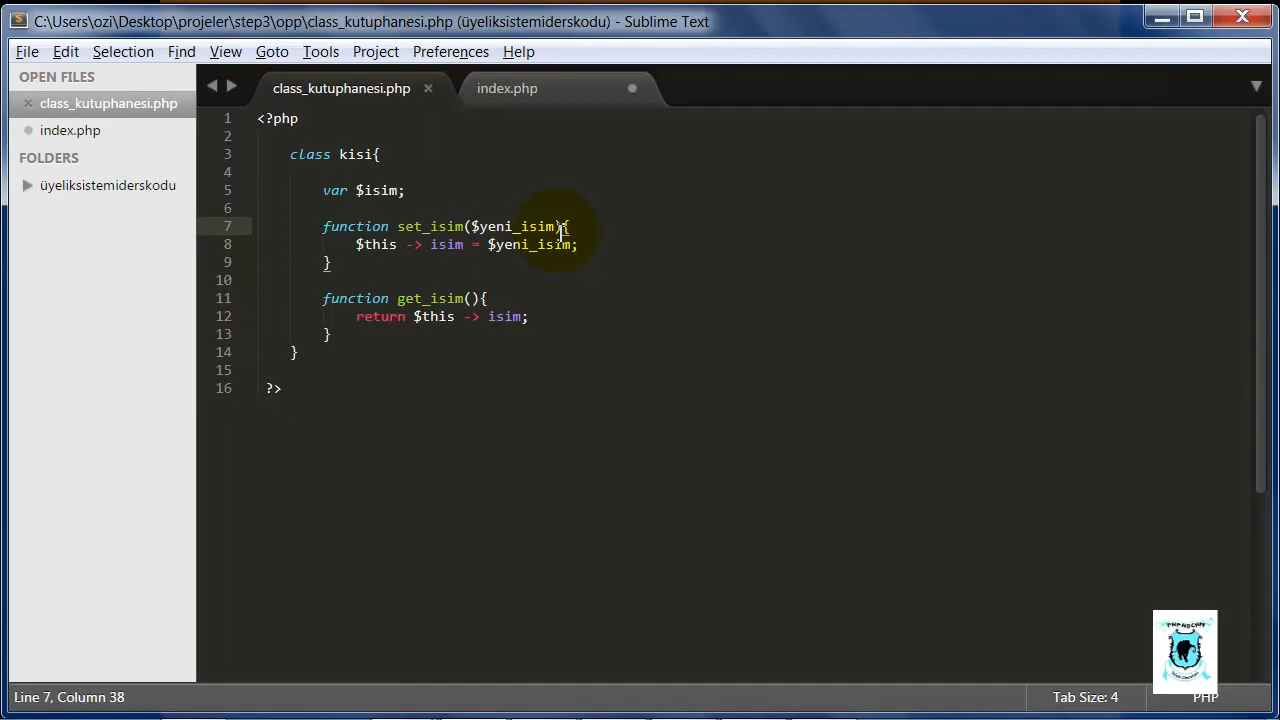 C:\Users\ozi\Desktop\projeler\step3\opp\class_kutuphanesi.php (üyeliksistemiderskodu) - Sublime Text
File Edit Selection Find View Goto Tools Project Preferences Help
OPEN FILES
class_kutuphanesi.php
index.php
FOLDERS
üyeliksistemiderskodu
class_kutuphanesi.php index.php
1 <?php
2
3 class kisi{
4
5 var $isim;
6
7 function set_isim($yeni_isim){
8 $this -> isim = $yeni_isim;
9 }
10
11 function get_isim(){
12 return $this -> isim;
13 }
14 }
15
16 ?>
Line 7, Column 38
Tab Size: 4
PHP